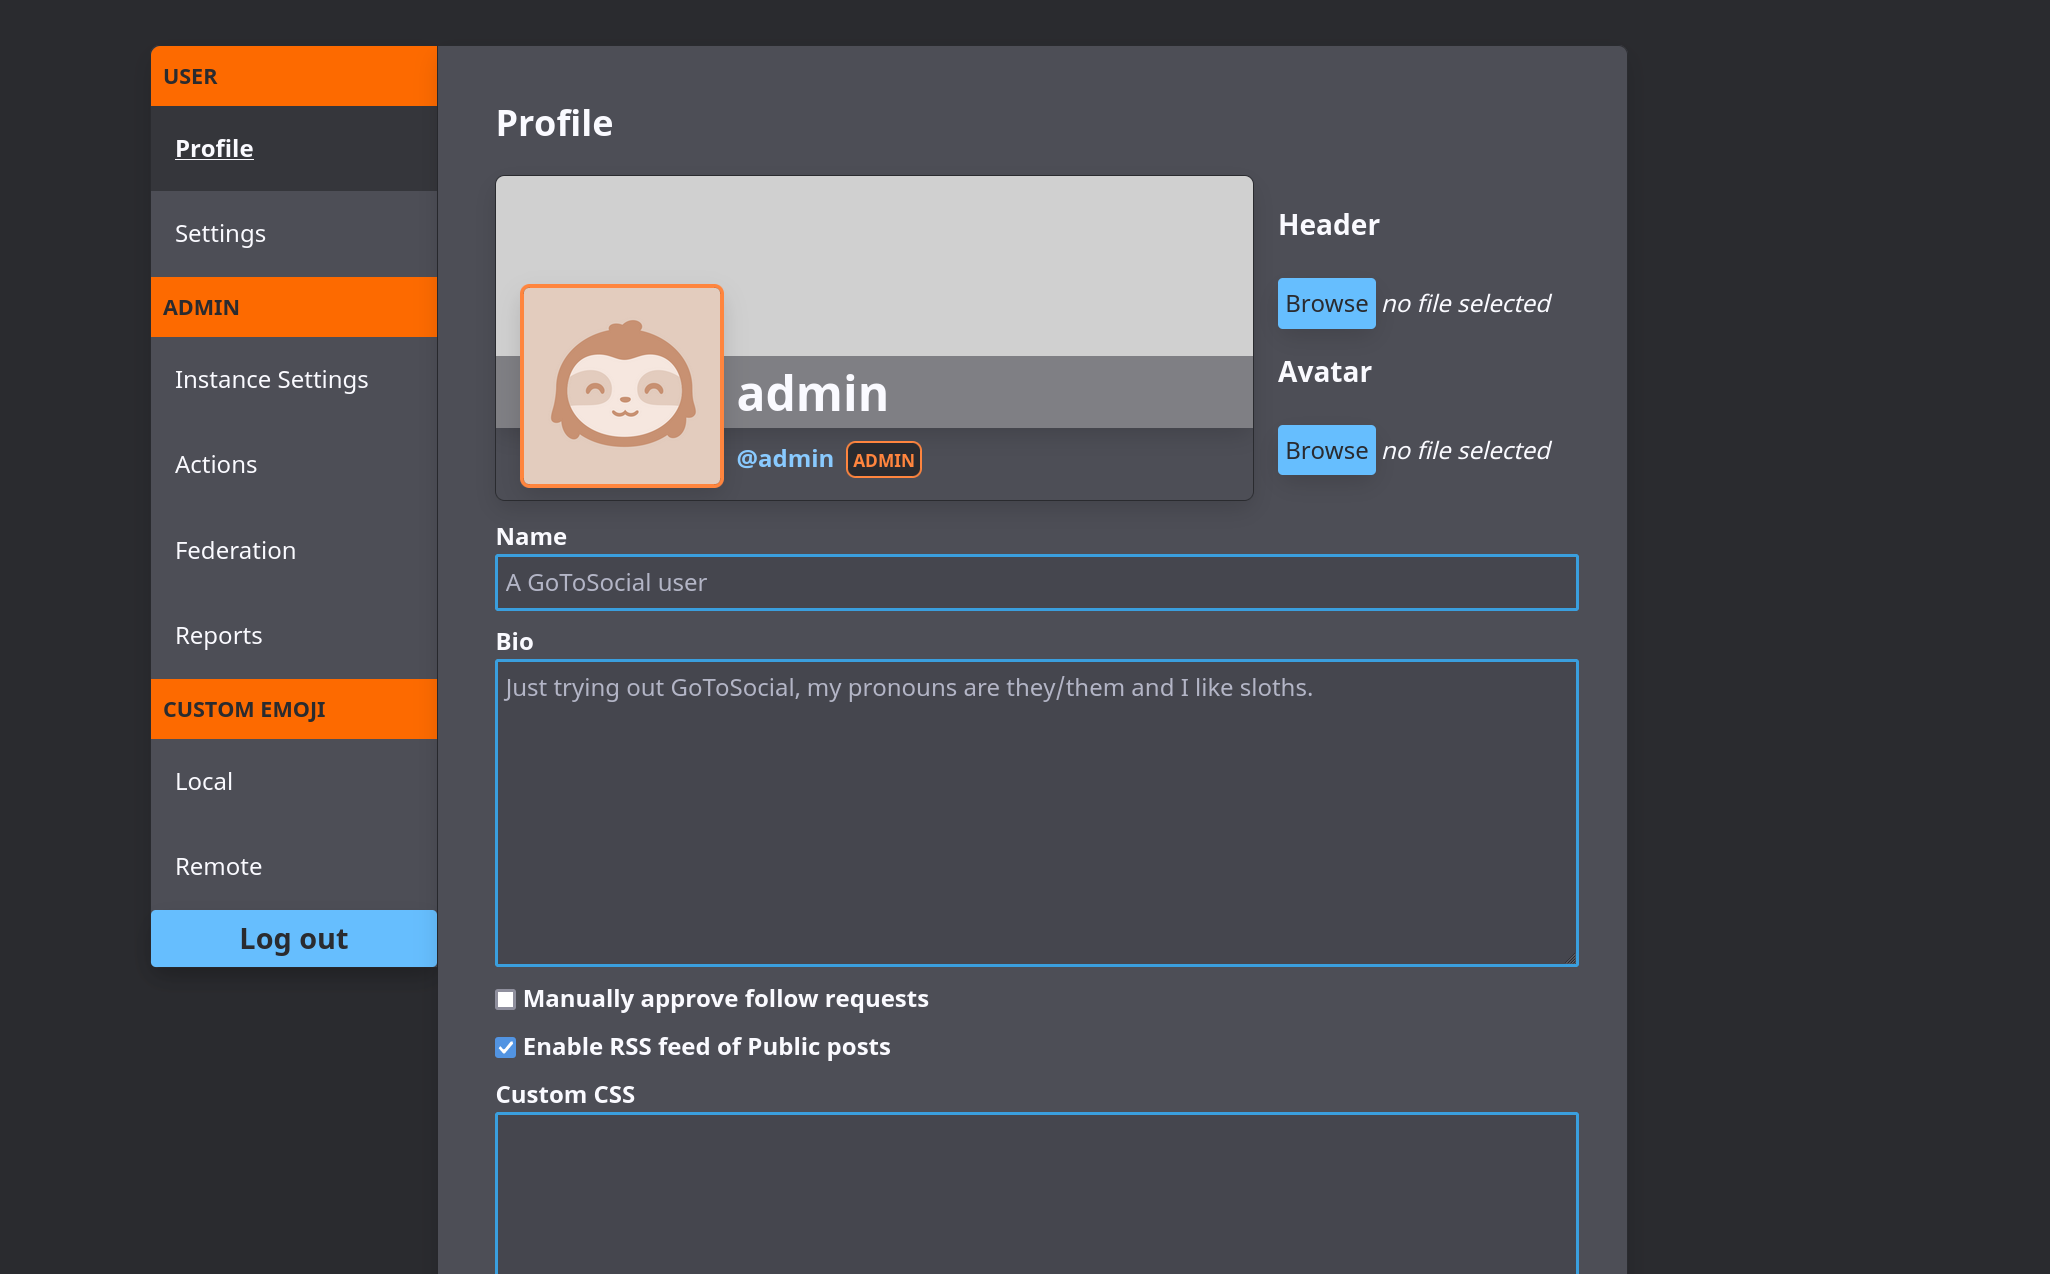 USER
Profile
Settings
ADMIN
Instance Settings
Actions
Federation
Reports
CUSTOM EMOJI
Local
Remote
Log out
Profile
admin
@admin ADMIN
Header
Browse no file selected
Avatar
Browse no file selected
Name
A GoToSocial user
Bio
Just trying out GoToSocial, my pronouns are they/them and I like sloths.
Manually approve follow requests
Enable RSS feed of Public posts
Custom CSS